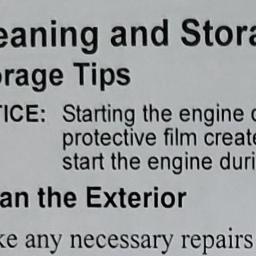 eaning and Stora
orage Tips
TICE: Starting the engine
protective film create
start the engine duri
an the Exterior
ke any necessary repairs